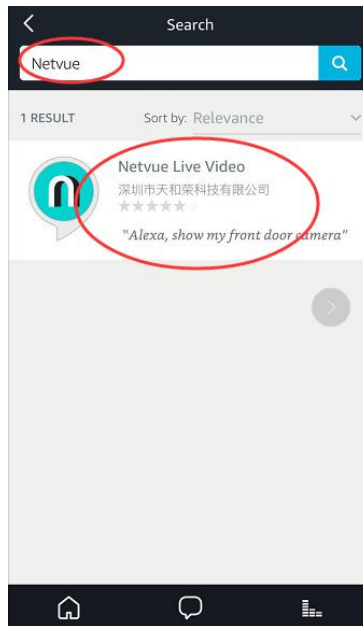 Search
Netvue
1 RESULT Sort by: Relevance
Netvue Live Video
深圳市天和荣科技有限公司
0
"Alexa, show my front door camera"